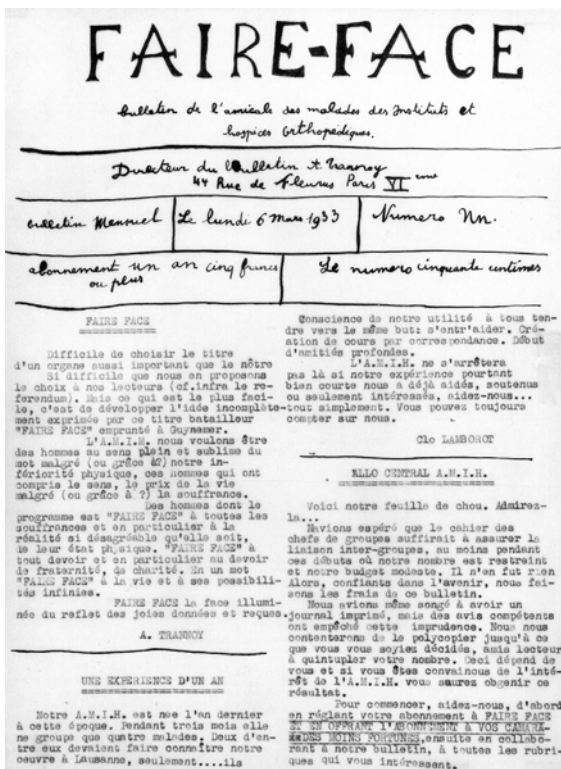 FAIRE-FACE
bulletin de l'amicale des malades des Instituts et
hospices Orthopédiques.
Directeur du Bulletin A. Trannoy
44 Rue de Fleurus Paris VI eme
bulletin Mensuel
Le lundi 6 mars 1933
Numero Un.
abonnement un an cinq francs
ou plus
Le numero cinquante centimes
FAIRE FACE
Difficile de choisir le titre
d'un organe aussi important que le nôtre
Si difficile que nous en proposons
le choix à nos lecteurs (cf.infra le re-
ferendum). Mais ce qui est le plus faci-
le, c'est de développer l'idée incomplète-
ment exprimée par ce titre batailleur
"FAIRE FACE" emprunté à Guynemer.
L'A.M.I.H. nous voulons être
des hommes au sens plein et sublime du
mot malgré (ou grâce à?) notre in-
fériorité physique, ces hommes qui ont
compris le sens, le prix de la vie
malgré (ou grâce à ?) la souffrance.
Des hommes dont le
programme est "FAIRE FACE" à toutes les
souffrances et en particulier à la
réalité si désagréable qu'elle soit,
de leur état physique. "FAIRE FACE" à
tout devoir et en particulier au devoir
de fraternité, de charité. En un mot
"FAIRE FACE" à la vie et à ses possibili-
tés infinies.
FAIRE FACE la face illumi-
née du reflet des joies données et reques.
A. TRANNOY
UNE EXPERIENCE D'UN AN
Notre A.M.I.H. est née l'an dernier
à cette époque. Pendant trois mois elle
ne groupe que quatre malades. Deux d'en-
tre eux devaient faire connaître notre
oeuvre à Lausanne, seulement....ils
Conscience de notre utilité à tous ten-
dre vers le même but: s'entr'aider. Cré-
ation de cours par correspondance. Début
d'amitiés profondes.
L'A.M.I.H. ne s'arrêtera
pas là si notre expérience pourtant
bien courte nous a déjà aidés, soutenus
ou seulement intéressés, aidez-nous...
tout simplement. Vous pouvez toujours
compter sur nous.
Clo LAMBOROT
ALLO CENTRAL A.M.I.H.
Voici notre feuille de chou. Admirez-
la...
Navions espéré que le cahier des
chefs de groupes suffirait à assurer la
liaison inter-groupes, au moins pendant
ces débuts où notre nombre est restreint
et notre budget modeste. Il n'en fut rien
Alors, confiants dans l'avenir, nous fai-
sons les frais de ce bulletin.
Nous avions même songé à avoir un
journal imprimé, mais des avis compétents
ont empêché cette imprudence. Nous nous
contenterons de le polycopier jusqu'à ce
que vous vous soyiez décidés, amis lecteur
à quintupler votre nombre. Ceci dépend de
vous et si vous êtes convaincus de l'inté-
rêt de l'A.M.I.H. vous saurez obgenir ce
résultat.
Pour commencer, aidez-nous, d'abord
en réglant votre abonnement à FAIRE FACE
ET EN OFFRANT L'ABONNEMENT A VOS CAMARA-
DES MOINS FORTUNES, ensuite en collabo-
rant à notre bulletin, à toutes les rubri-
ques qui vous intéressent.